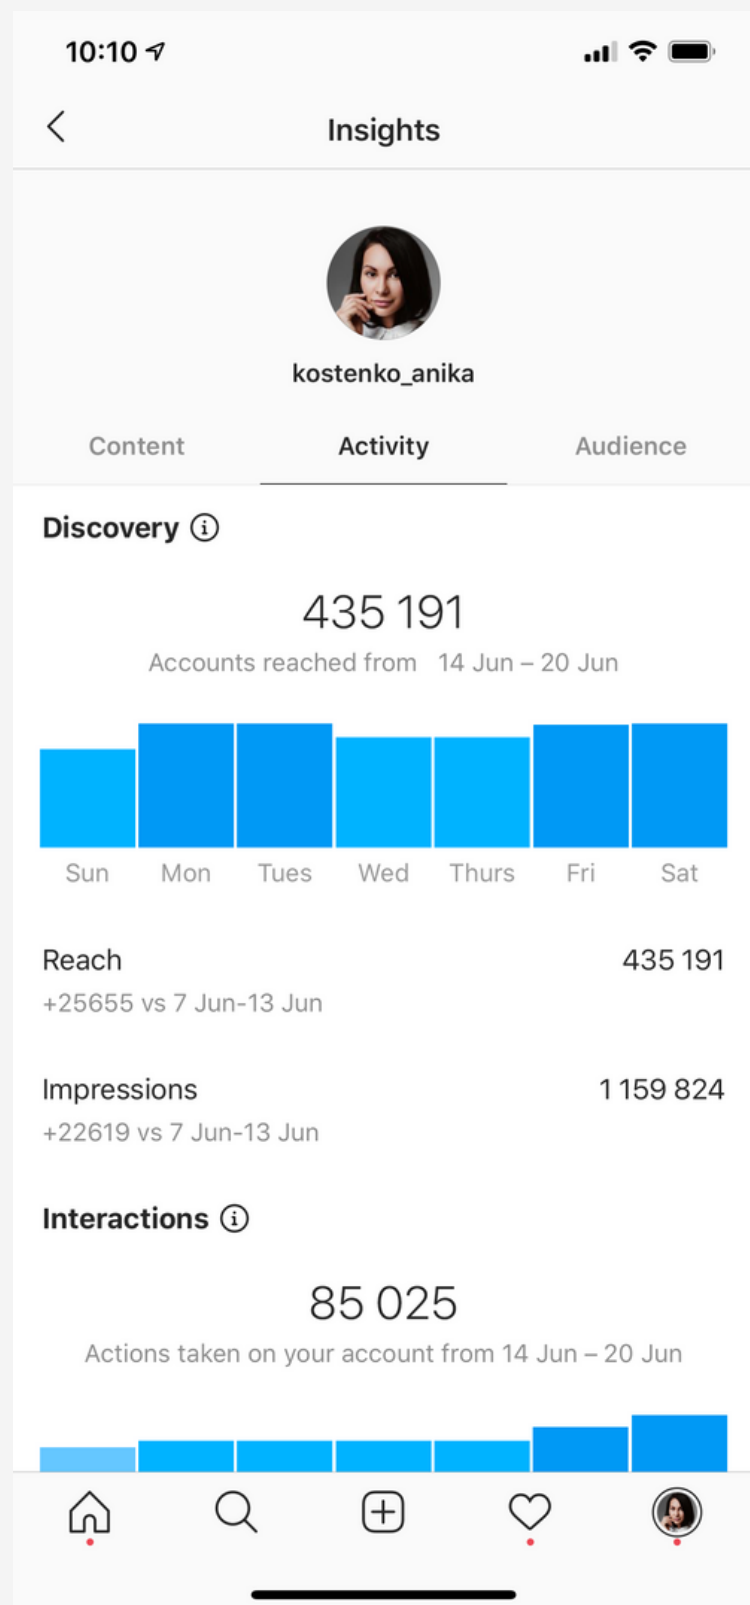 10:10
Insights
kostenko_anika
Content Activity Audience
Discovery
435 191
Accounts reached from 14 Jun – 20 Jun
Sun Mon Tues Wed Thurs Fri Sat
Reach 435 191
+25655 vs 7 Jun-13 Jun
Impressions 1 159 824
+22619 vs 7 Jun-13 Jun
Interactions
85 025
Actions taken on your account from 14 Jun – 20 Jun